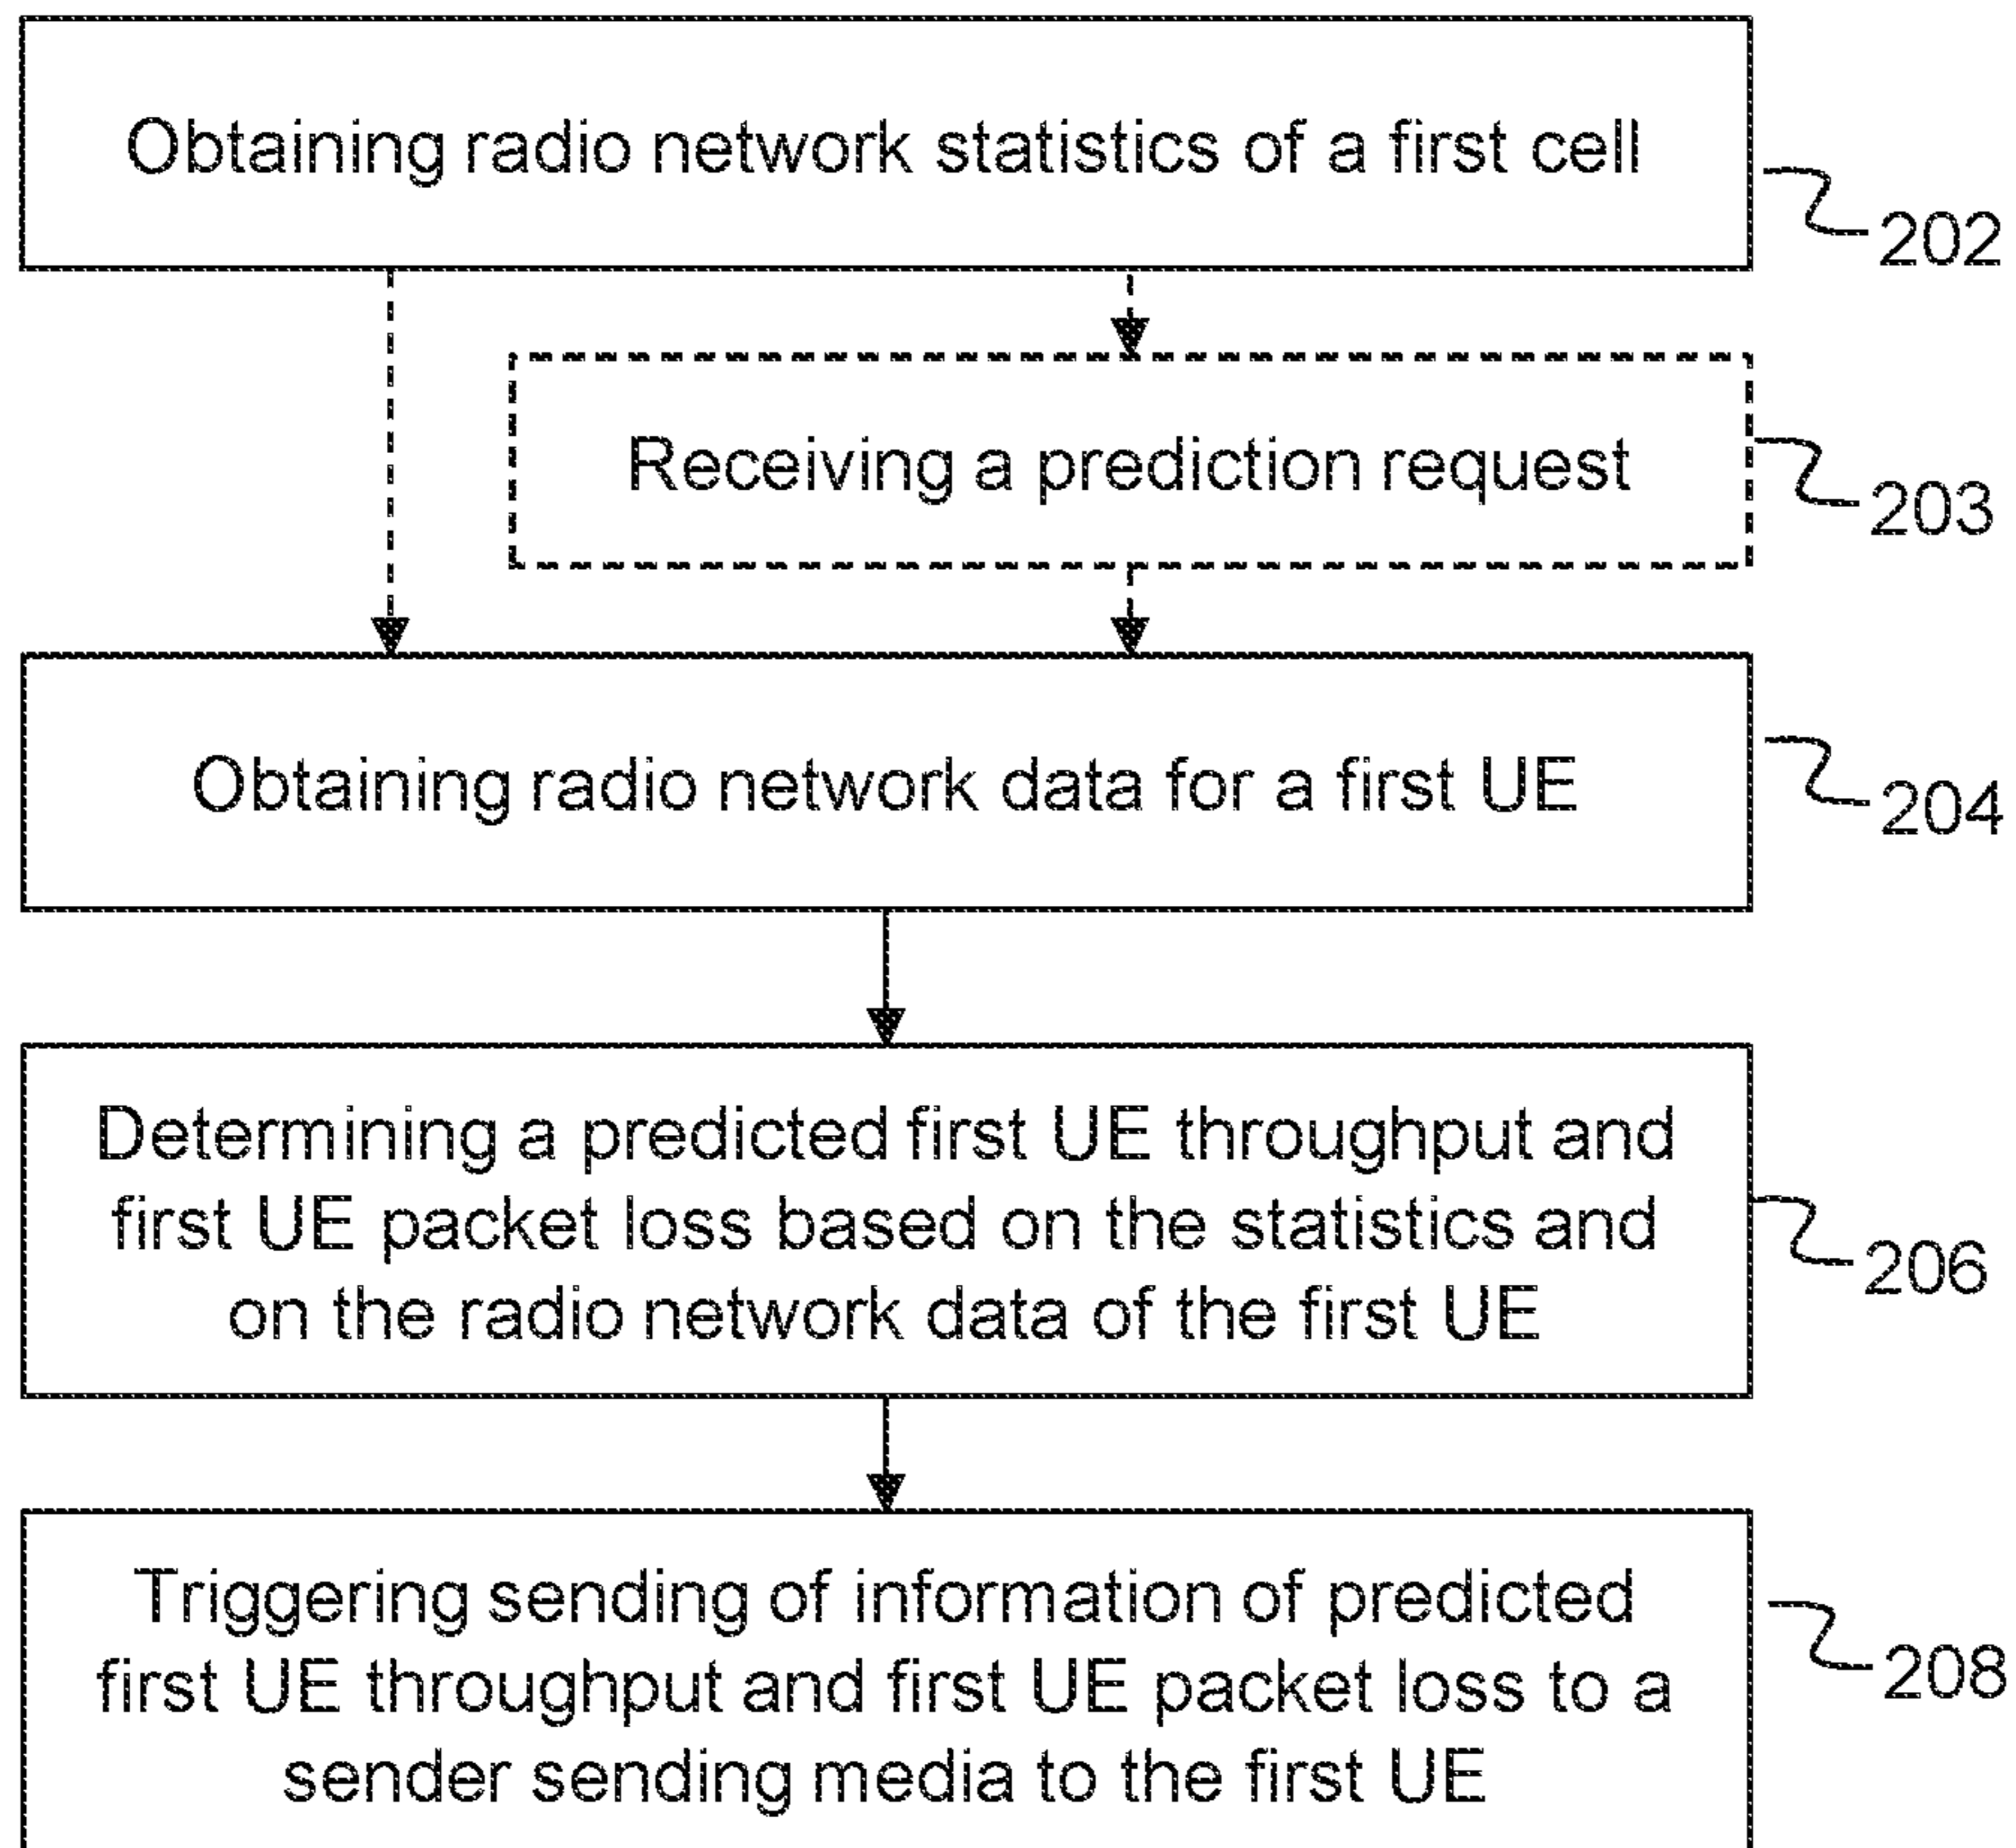 Obtaining radio network statistics of a first cell
202
Receiving a prediction request
203
Obtaining radio network data for a first UE
204
Determining a predicted first UE throughput and
first UE packet loss based on the statistics and
on the radio network data of the first UE
206
Triggering sending of information of predicted
first UE throughput and first UE packet loss to a
sender sending media to the first UE
208